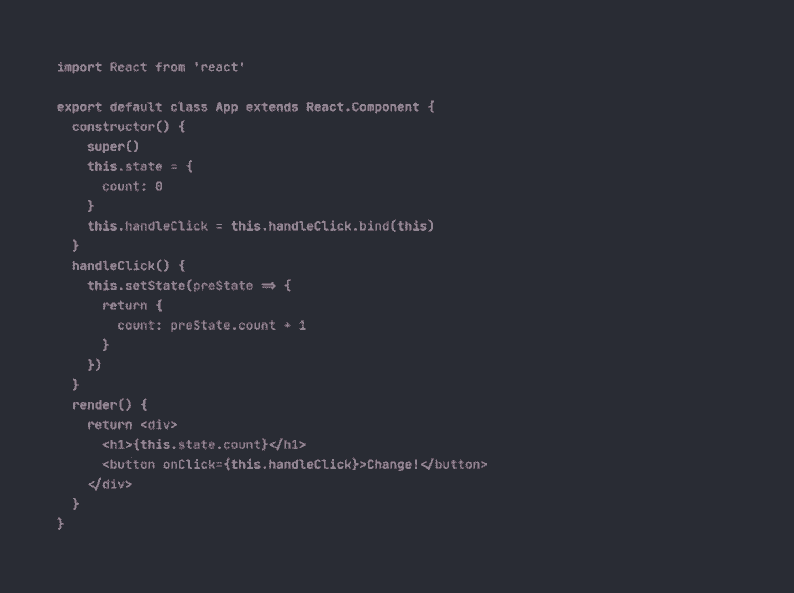 import React from 'react'

export default class App extends React.Component {
  constructor() {
    super()
    this.state = {
      count: 0
    }
    this.handleClick = this.handleClick.bind(this)
  }
  handleClick() {
    this.setState(preState => {
      return {
        count: preState.count + 1
      }
    })
  }
  render() {
    return <div>
      <h1>{this.state.count}</h1>
      <button onClick={this.handleClick}>Change!</button>
    </div>
  }
}